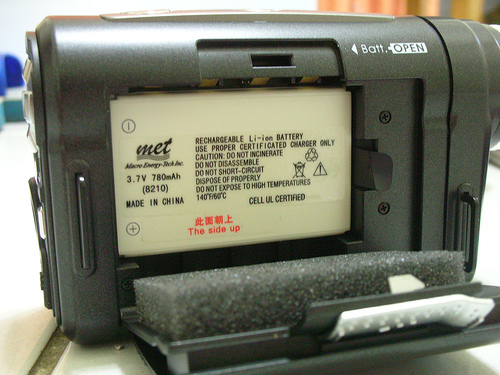 Batt. OPEN
met
Macro Energy-Tech Inc.
3.7V 780mAh
(8210)
MADE IN CHINA
RECHARGEABLE Li-ion BATTERY
USE PROPER CERTIFICATED CHARGER ONLY
CAUTION: DO NOT INCINERATE
DO NOT DISASSEMBLE
DO NOT SHORT-CIRCUIT
DISPOSE OF PROPERLY
DO NOT EXPOSE TO HIGH TEMPERATURES
140°F/60°C
CELL UL CERTIFIED
此面朝上
The side up